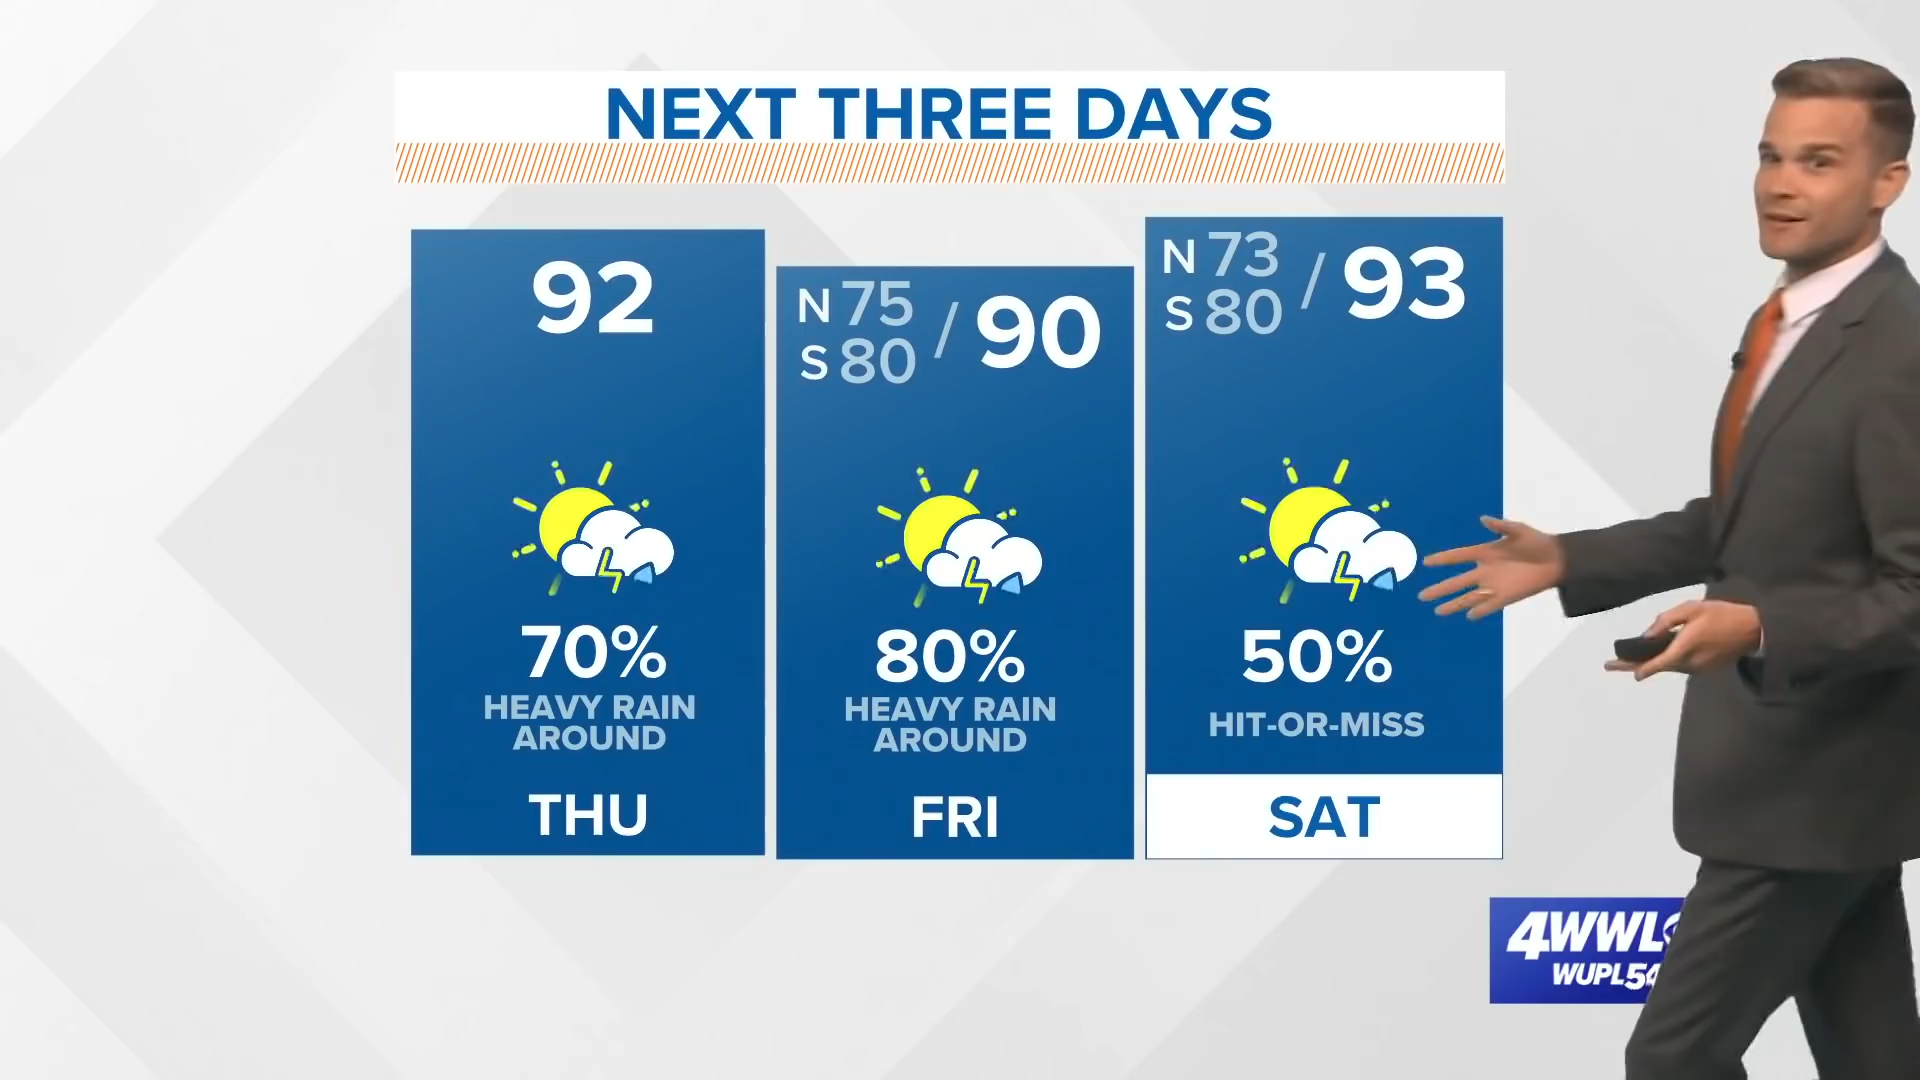 NEXT THREE DAYS
92
70%
HEAVY RAIN
AROUND
THU
N 75
S 80
/ 90
80%
HEAVY RAIN
AROUND
FRI
N 73
S 80
/ 93
50%
HIT-OR-MISS
SAT
4WWL
WUPL54